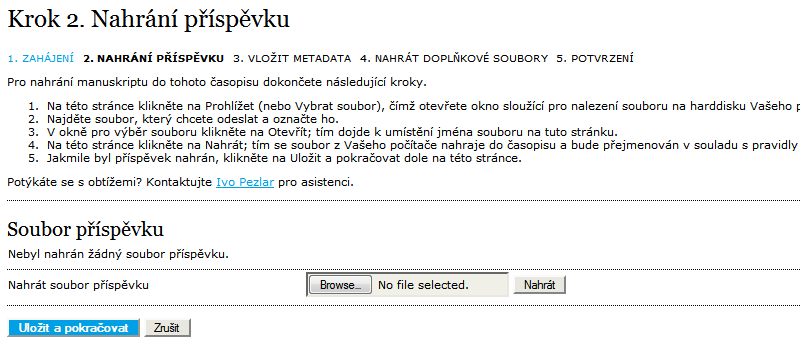 Krok 2. Nahrání příspěvku
1. ZAHÁJENÍ 2. NAHRÁNÍ PŘÍSPĚVKU 3. VLOŽIT METADATA 4. NAHRÁT DOPLŇKOVÉ SOUBORY 5. POTVRZENÍ
Pro nahrání manuskriptu do tohoto časopisu dokončete následující kroky.
1. Na této stránce klikněte na Prohlížet (nebo Vybrat soubor), čímž otevřete okno sloužící pro nalezení souboru na harddisku Vašeho
2. Najděte soubor, který chcete odeslat a označte ho.
3. V okně pro výběr souboru klikněte na Otevřít; tím dojde k umístění jména souboru na tuto stránku.
4. Na této stránce klikněte na Nahrát; tím se soubor z Vašeho počítače nahraje do časopisu a bude přejmenován v souladu s pravidly
5. Jakmile byl příspěvek nahrán, klikněte na Uložit a pokračovat dole na této stránce.
Potýkáte se s obtížemi? Kontaktujte Ivo Pezlar pro asistenci.
Soubor příspěvku
Nebyl nahrán žádný soubor příspěvku.
Nahrát soubor příspěvku Browse... No file selected. Nahrát
Uložit a pokračovat Zrušit